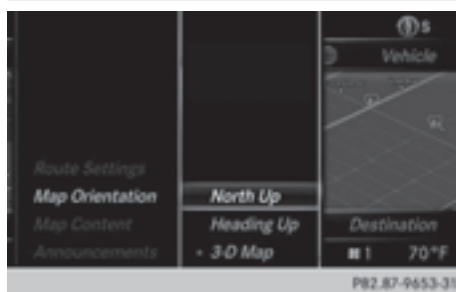 S
Vehicle
Route Settings
Map Orientation
North Up
Map Content
Heading Up
Destination
Announcements
• 3-D Map
1
70°F
P82.87-9653-31